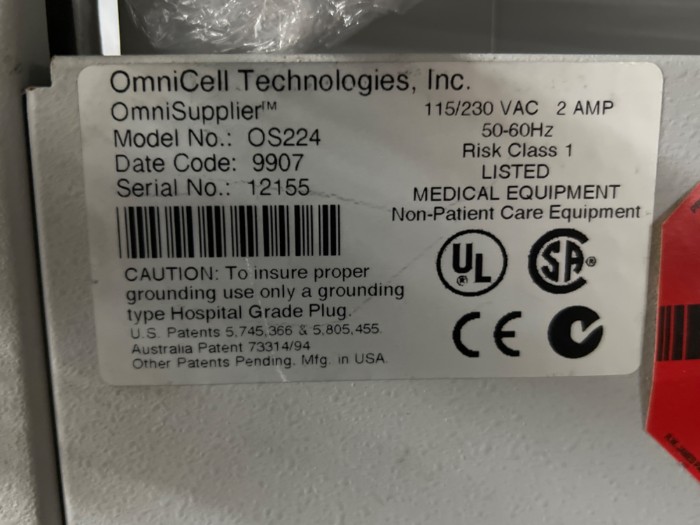 OmniCell Technologies, Inc.
OmniSupplier™
Model No.: OS224
Date Code: 9907
Serial No.: 12155
115/230 VAC 2 AMP
50-60Hz
Risk Class 1
LISTED
MEDICAL EQUIPMENT
Non-Patient Care Equipment
UL ®
SA ®
CE
CAUTION: To insure proper
grounding use only a grounding
type Hospital Grade Plug.
U.S. Patents 5,745,366 & 5,805,455.
Australia Patent 73314/94
Other Patents Pending. Mfg. in USA.